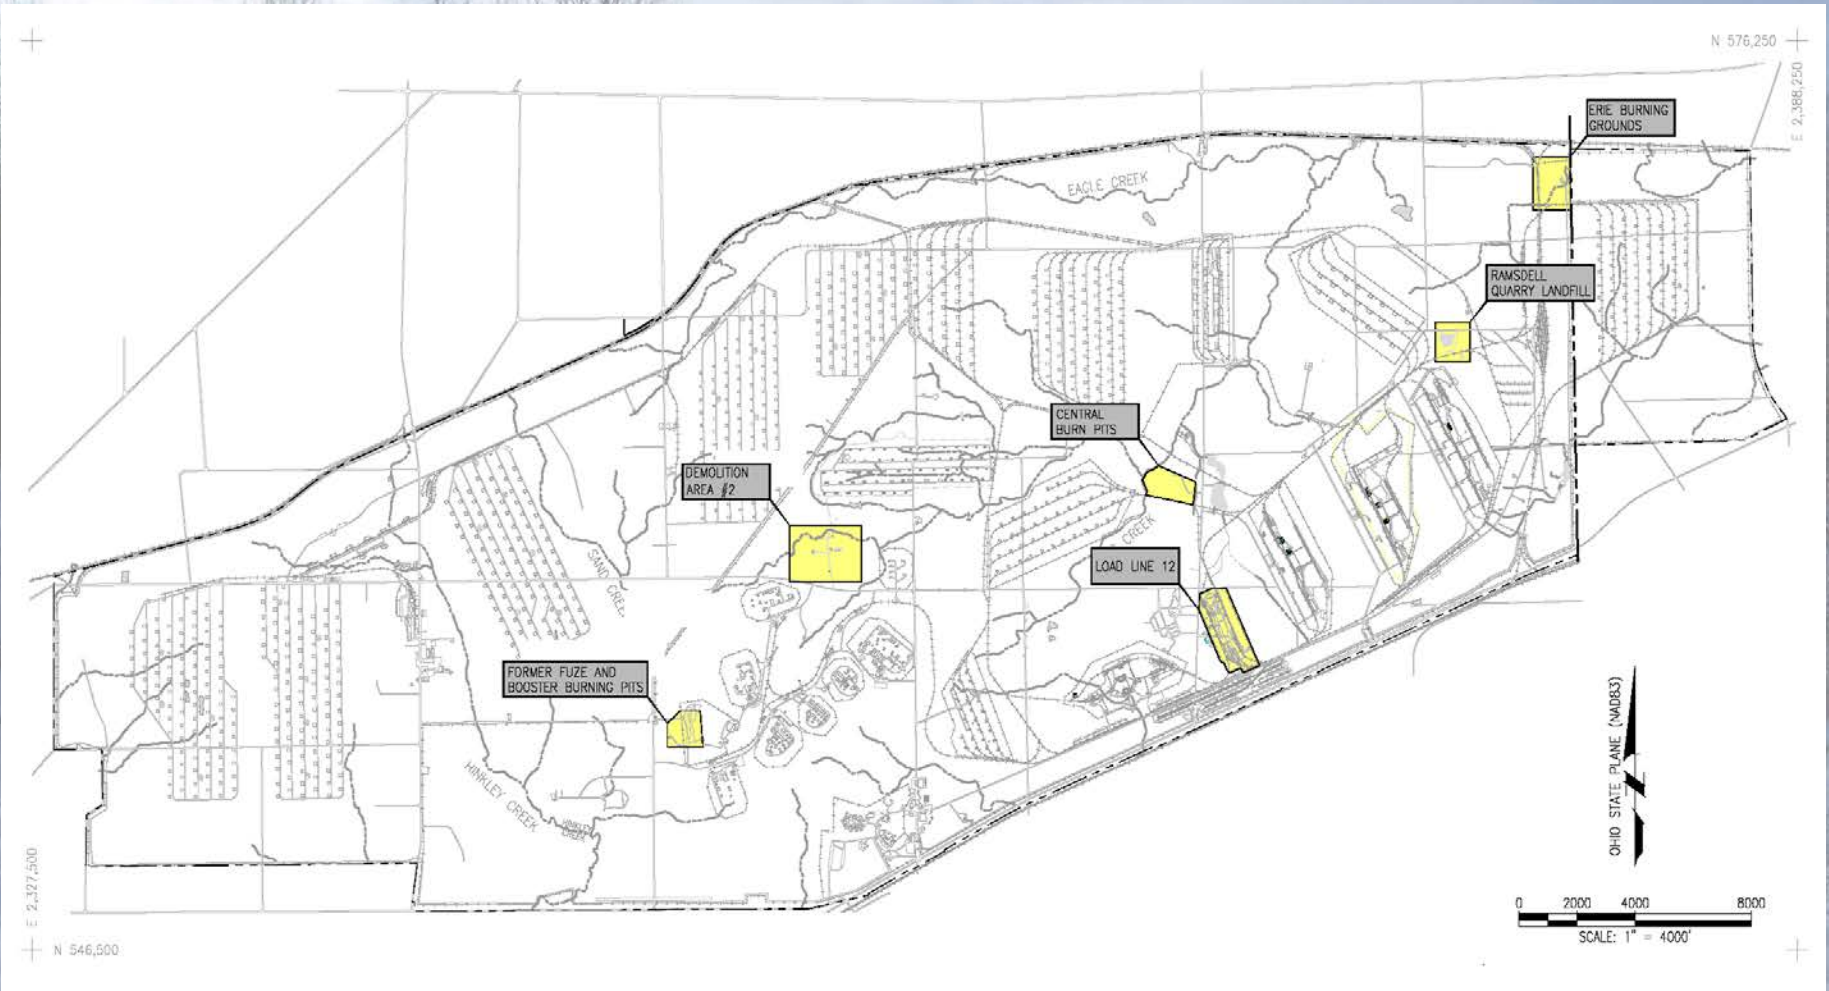 N 576,250
E 2,388,250
ERIE BURNING
GROUNDS
EAGLE CREEK
RAMSDELL
QUARRY LANDFILL
CENTRAL
BURN PITS
DEMOLITION
AREA #2
CREEK
LOAD LINE 12
SAND CREEK
FORMER FUZE AND
BOOSTER BURNING PITS
HINKLEY CREEK
HINKLEY
CREEK
OHIO STATE PLANE (NAD83)
E 2,327,500
N 546,500
0 2000 4000 8000
SCALE: 1" = 4000'